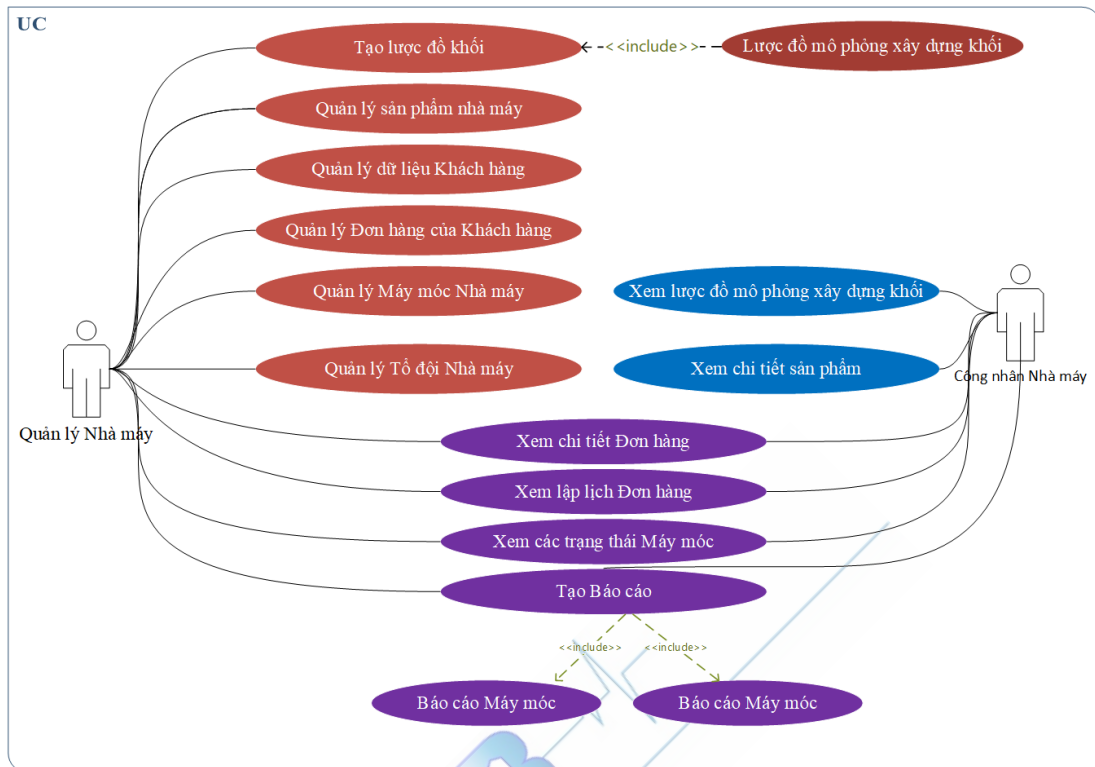 UC
Tạo lược đồ khối
<<include>>
Lược đồ mô phỏng xây dựng khối
Quản lý sản phẩm nhà máy
Quản lý dữ liệu Khách hàng
Quản lý Đơn hàng của Khách hàng
Quản lý Máy móc Nhà máy
Xem lược đồ mô phỏng xây dựng khối
Quản lý Tổ đội Nhà máy
Xem chi tiết sản phẩm
Công nhân Nhà máy
Quản lý Nhà máy
Xem chi tiết Đơn hàng
Xem lập lịch Đơn hàng
Xem các trạng thái Máy móc
Tạo Báo cáo
<<include>>
<<include>>
Báo cáo Máy móc
Báo cáo Máy móc